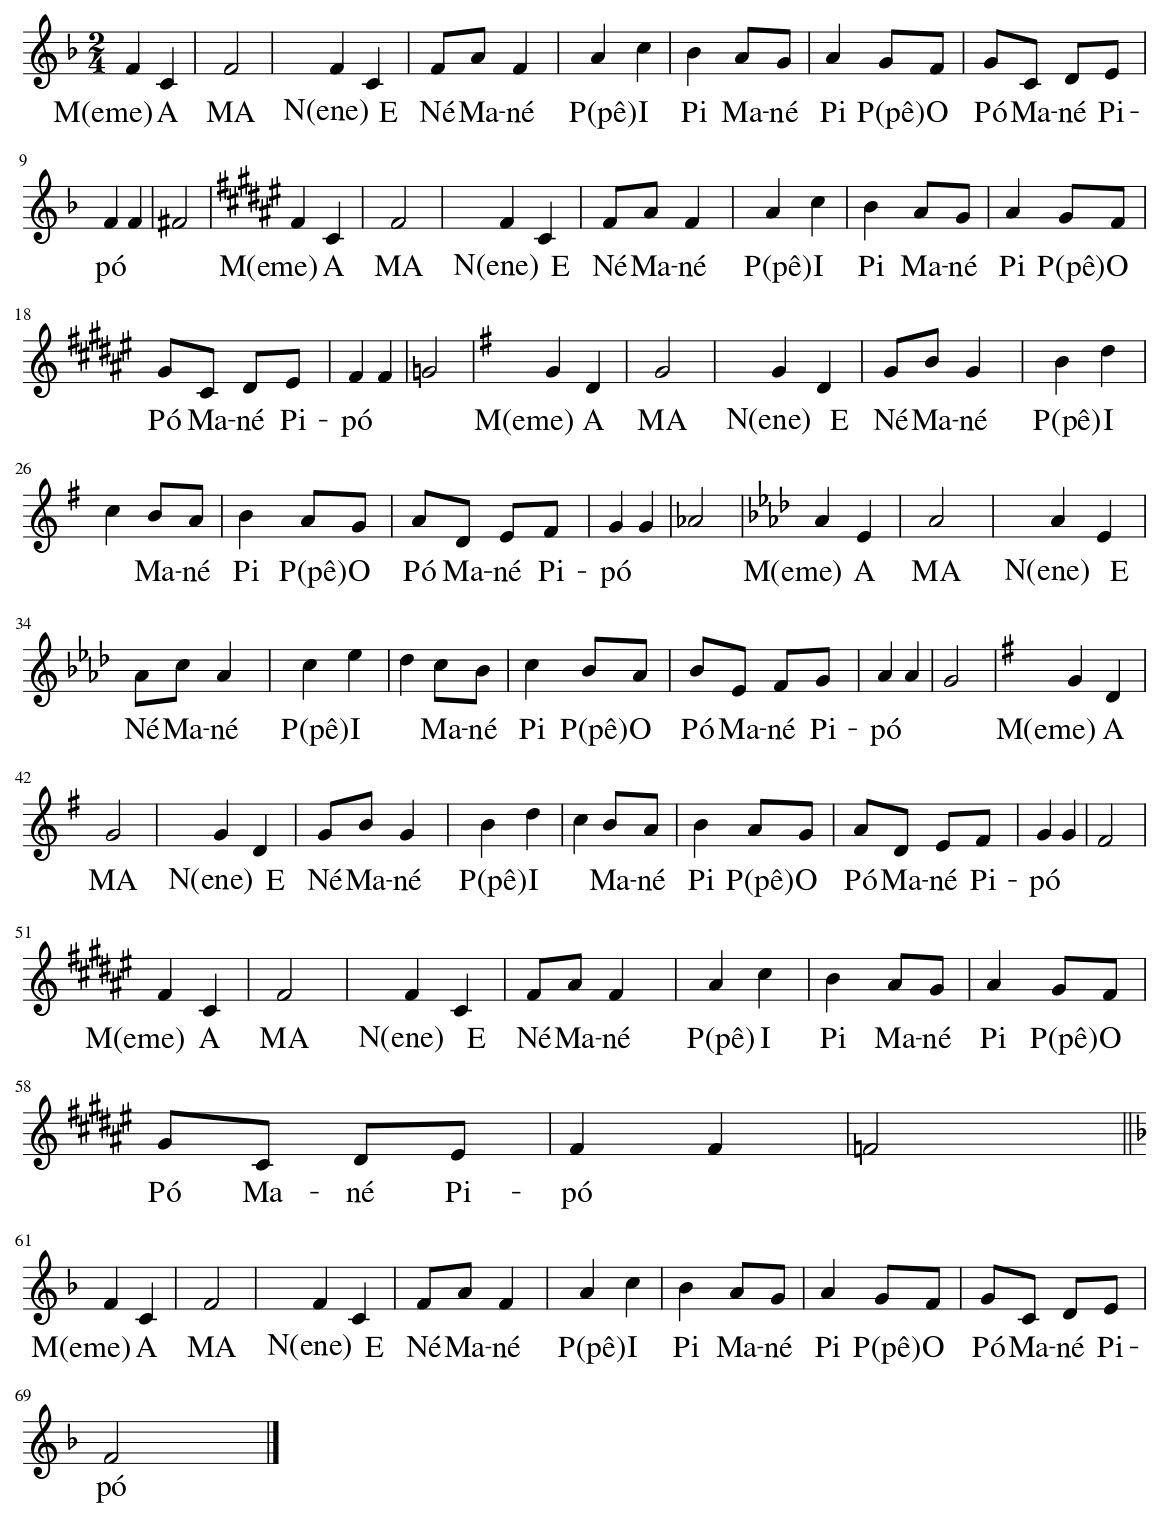 2 4
M(eme) A MA N(ene) E Né Ma - né P(pê) I Pi Ma - né Pi P(pê) O Pó Ma - né Pi -
9
pó M(eme) A MA N(ene) E Né Ma - né P(pê) I Pi Ma - né Pi P(pê) O
18
Pó Ma - né Pi - pó M(eme) A MA N(ene) E Né Ma - né P(pê) I
26
Ma - né Pi P(pê) O Pó Ma - né Pi - pó M(eme) A MA N(ene) E
34
Né Ma - né P(pê) I Ma - né Pi P(pê) O Pó Ma - né Pi - pó M(eme) A
42
MA N(ene) E Né Ma - né P(pê) I Ma - né Pi P(pê) O Pó Ma - né Pi - pó
51
M(eme) A MA N(ene) E Né Ma - né P(pê) I Pi Ma - né Pi P(pê) O
58
Pó Ma - né Pi - pó
61
M(eme) A MA N(ene) E Né Ma - né P(pê) I Pi Ma - né Pi P(pê) O Pó Ma - né Pi -
69
pó